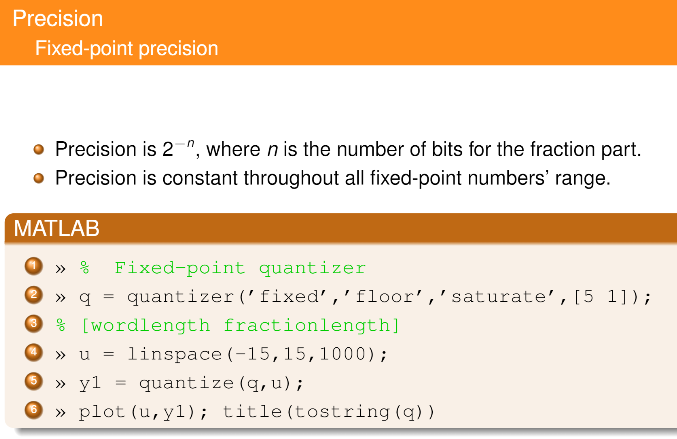 Precision
Fixed-point precision
Precision is 2⁻ⁿ, where n is the number of bits for the fraction part.
Precision is constant throughout all fixed-point numbers’ range.
MATLAB
1 » % Fixed-point quantizer
2 » q = quantizer(’fixed’,’floor’,’saturate’,[5 1]);
3 % [wordlength fractionlength]
4 » u = linspace(-15,15,1000);
5 » y1 = quantize(q,u);
6 » plot(u,y1); title(tostring(q))